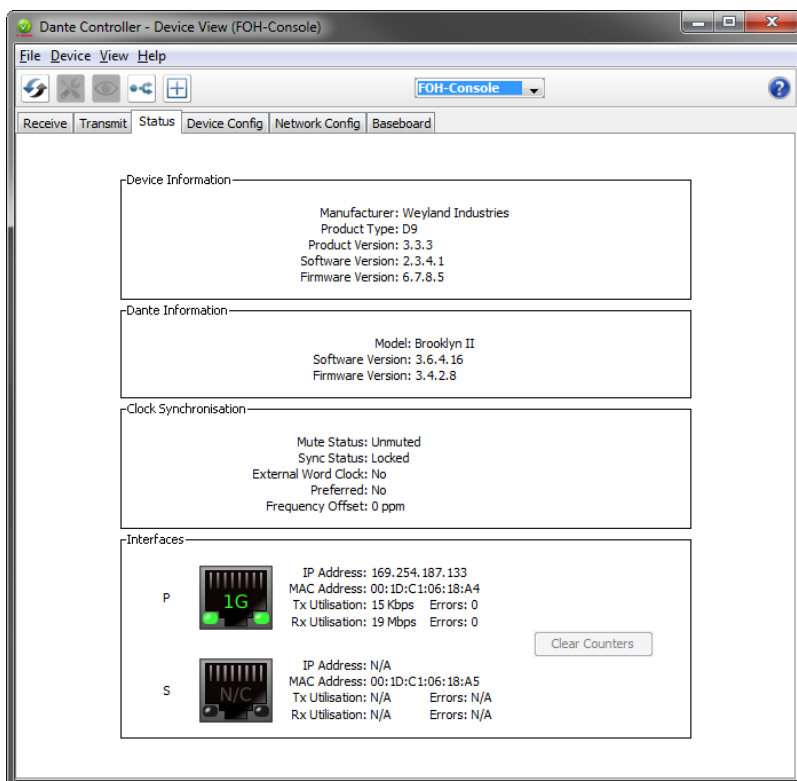 Dante Controller - Device View (FOH-Console)
File Device View Help
FOH-Console
?
Receive Transmit Status Device Config Network Config Baseboard
Device Information
Manufacturer: Weyland Industries
Product Type: D9
Product Version: 3.3.3
Software Version: 2.3.4.1
Firmware Version: 6.7.8.5
Dante Information
Model: Brooklyn II
Software Version: 3.6.4.16
Firmware Version: 3.4.2.8
Clock Synchronisation
Mute Status: Unmuted
Sync Status: Locked
External Word Clock: No
Preferred: No
Frequency Offset: 0 ppm
Interfaces
P
1G
IP Address: 169.254.187.133
MAC Address: 00:1D:C1:06:18:A4
Tx Utilisation: 15 Kbps Errors: 0
Rx Utilisation: 19 Mbps Errors: 0
Clear Counters
S
N/C
IP Address: N/A
MAC Address: 00:1D:C1:06:18:A5
Tx Utilisation: N/A Errors: N/A
Rx Utilisation: N/A Errors: N/A